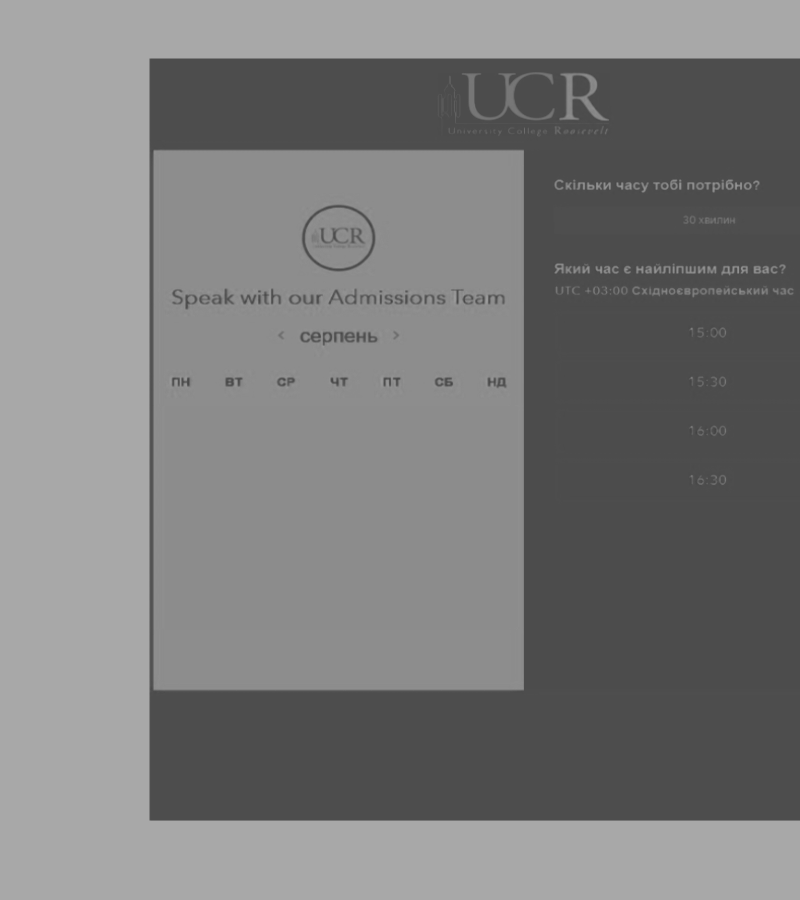 UCR
University College Roosevelt
UCR
Speak with our Admissions Team
< серпень >
ПН ВТ СР ЧТ ПТ СБ НД
Скільки часу тобі потрібно?
30 хвилин
Який час є найліпшим для вас?
UTC +03:00 Східноєвропейський час
15:00
15:30
16:00
16:30